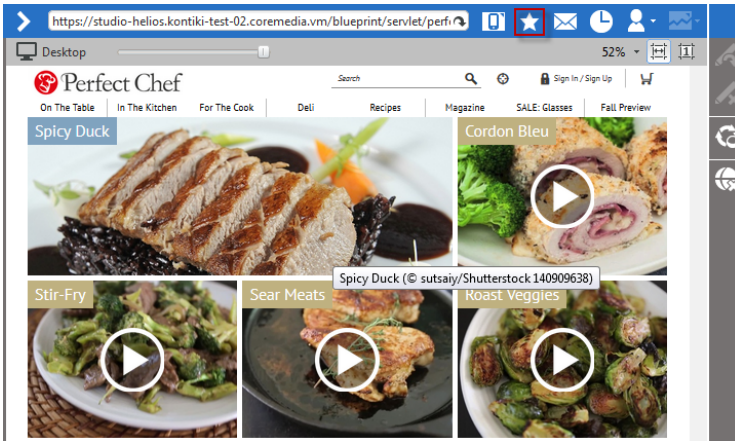 https://studio-helios.kontiki-test-02.coremedia.vm/blueprint/servlet/perf
Desktop 52%
Perfect Chef Search Sign In / Sign Up
On The Table In The Kitchen For The Cook Deli Recipes Magazine SALE: Glasses Fall Preview
Spicy Duck Cordon Bleu
Spicy Duck (© sutsaiy/Shutterstock 140909638)
Stir-Fry Sear Meats Roast Veggies